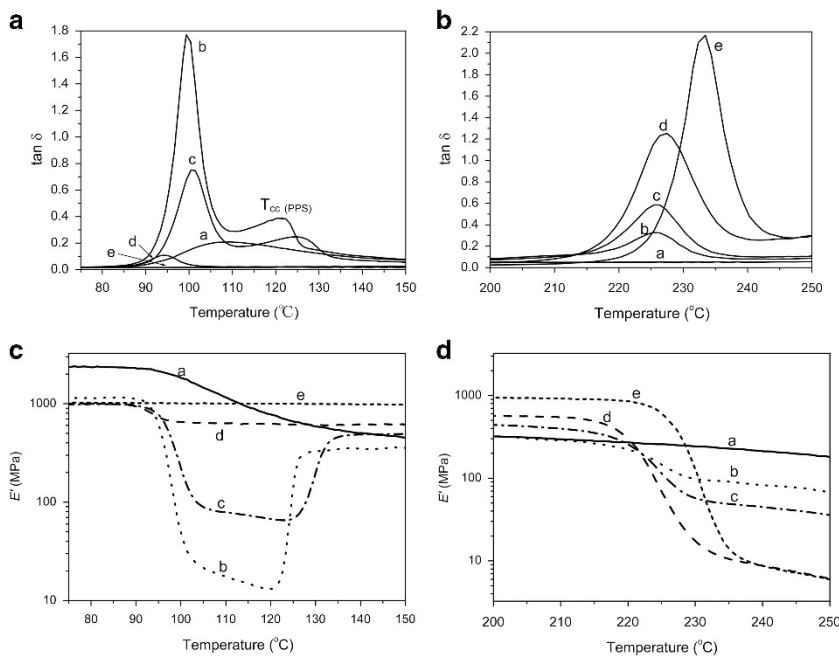 a
tan δ
1.8
1.6
1.4
1.2
1.0
0.8
0.6
0.4
0.2
0.0
b
c
Tcc (PPS)
a
d
e
80 90 100 110 120 130 140 150
Temperature (℃)
b
tan δ
2.2
2.0
1.8
1.6
1.4
1.2
1.0
0.8
0.6
0.4
0.2
0.0
e
d
c
b
a
200 210 220 230 240 250
Temperature (°C)
c
E' (MPa)
1000
100
10
a
e
d
c
b
80 90 100 110 120 130 140 150
Temperature (°C)
d
E' (MPa)
1000
100
10
e
d
a
b
c
200 210 220 230 240 250
Temperature (°C)